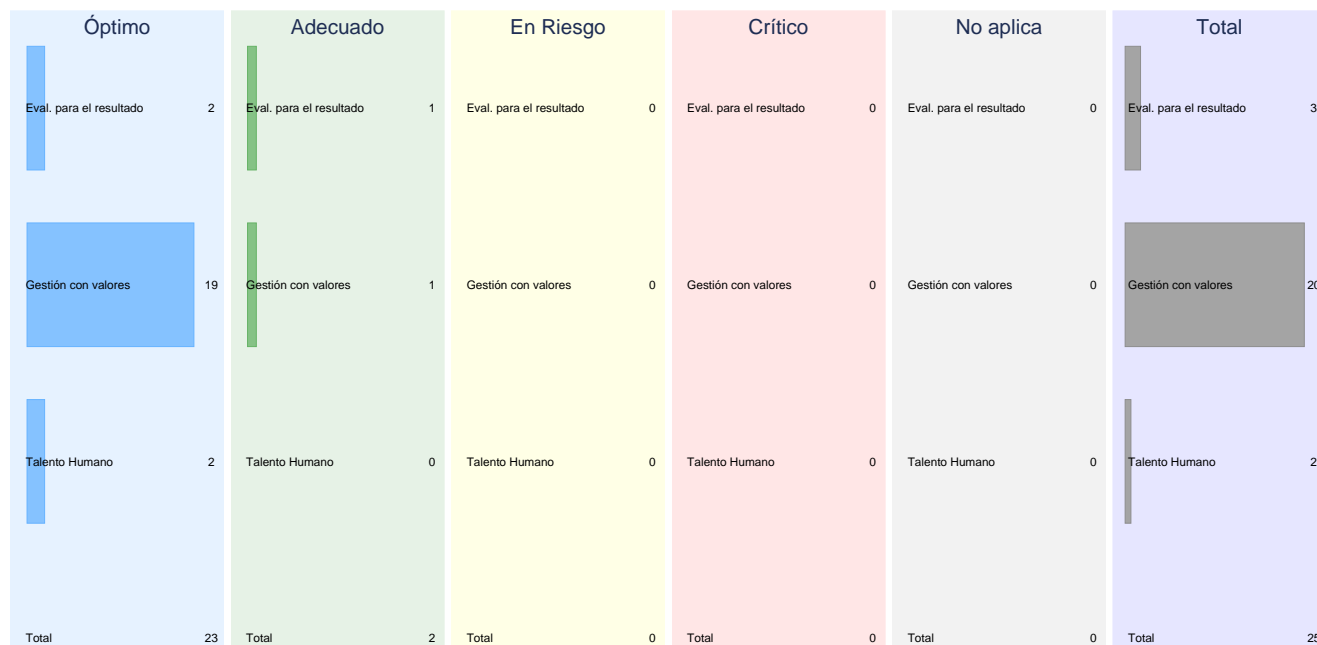 Óptimo Adecuado En Riesgo Crítico No aplica Total
Eval. para el resultado 2 Eval. para el resultado 1 Eval. para el resultado 0 Eval. para el resultado 0 Eval. para el resultado 0 Eval. para el resultado 3
Gestión con valores 19 Gestión con valores 1 Gestión con valores 0 Gestión con valores 0 Gestión con valores 0 Gestión con valores 20
Talento Humano 2 Talento Humano 0 Talento Humano 0 Talento Humano 0 Talento Humano 0 Talento Humano 2
Total 23 Total 2 Total 0 Total 0 Total 0 Total 25